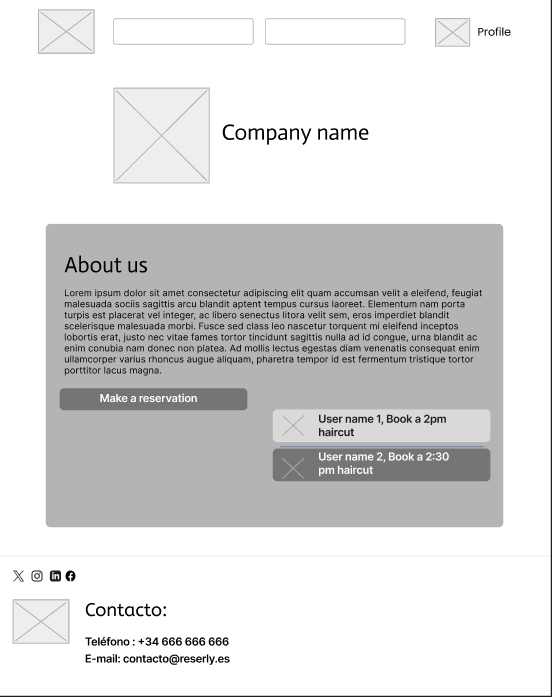 Profile
Company name
About us
Lorem ipsum dolor sit amet consectetur adipiscing elit quam accumsan velit a eleifend, feugiat
malesuada sociis sagittis arcu blandit aptent tempus cursus laoreet. Elementum nam porta
turpis est placerat vel integer, ac libero senectus litora velit sem, eros imperdiet blandit
scelerisque malesuada morbi. Fusce sed class leo nascetur torquent mi eleifend inceptos
lobortis erat, justo nec vitae fames tortor tincidunt sagittis nulla ad id congue, urna blandit ac
enim conubia nam donec non platea. Ad mollis lectus egestas diam venenatis consequat enim
ullamcorper varius rhoncus augue aliquam, pharetra tempor id est fermentum tristique tortor
porttitor lacus magna.
Make a reservation
User name 1, Book a 2pm
haircut
User name 2, Book a 2:30
pm haircut
Contacto:
Teléfono : +34 666 666 666
E-mail: contacto@reserly.es